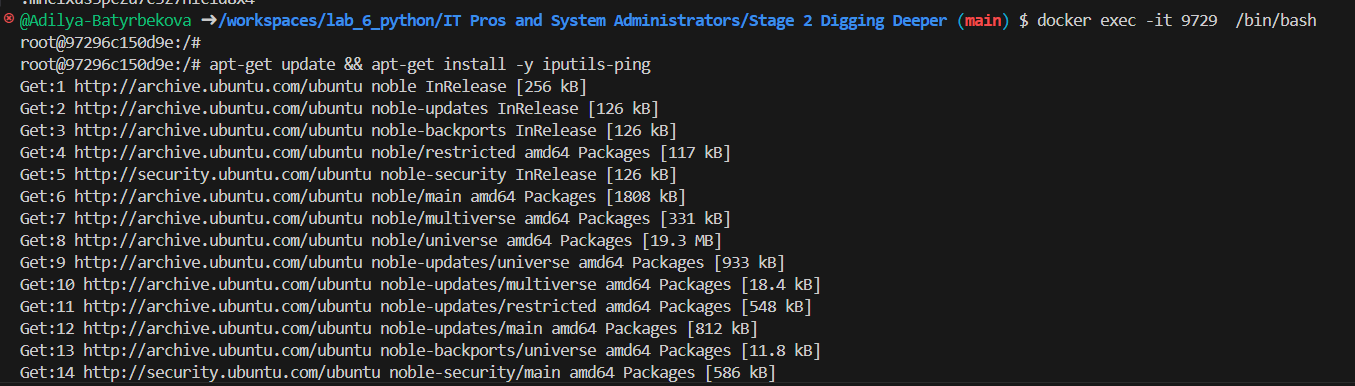 @Adilya-Batyrbekova ➜/workspaces/lab_6_python/IT Pros and System Administrators/Stage 2 Digging Deeper (main) $ docker exec -it 9729  /bin/bash
root@97296c150d9e:/#
root@97296c150d9e:/# apt-get update && apt-get install -y iputils-ping
Get:1 http://archive.ubuntu.com/ubuntu noble InRelease [256 kB]
Get:2 http://archive.ubuntu.com/ubuntu noble-updates InRelease [126 kB]
Get:3 http://archive.ubuntu.com/ubuntu noble-backports InRelease [126 kB]
Get:4 http://archive.ubuntu.com/ubuntu noble/restricted amd64 Packages [117 kB]
Get:5 http://security.ubuntu.com/ubuntu noble-security InRelease [126 kB]
Get:6 http://archive.ubuntu.com/ubuntu noble/main amd64 Packages [1808 kB]
Get:7 http://archive.ubuntu.com/ubuntu noble/multiverse amd64 Packages [331 kB]
Get:8 http://archive.ubuntu.com/ubuntu noble/universe amd64 Packages [19.3 MB]
Get:9 http://archive.ubuntu.com/ubuntu noble-updates/universe amd64 Packages [933 kB]
Get:10 http://archive.ubuntu.com/ubuntu noble-updates/multiverse amd64 Packages [18.4 kB]
Get:11 http://archive.ubuntu.com/ubuntu noble-updates/restricted amd64 Packages [548 kB]
Get:12 http://archive.ubuntu.com/ubuntu noble-updates/main amd64 Packages [812 kB]
Get:13 http://archive.ubuntu.com/ubuntu noble-backports/universe amd64 Packages [11.8 kB]
Get:14 http://security.ubuntu.com/ubuntu noble-security/main amd64 Packages [586 kB]